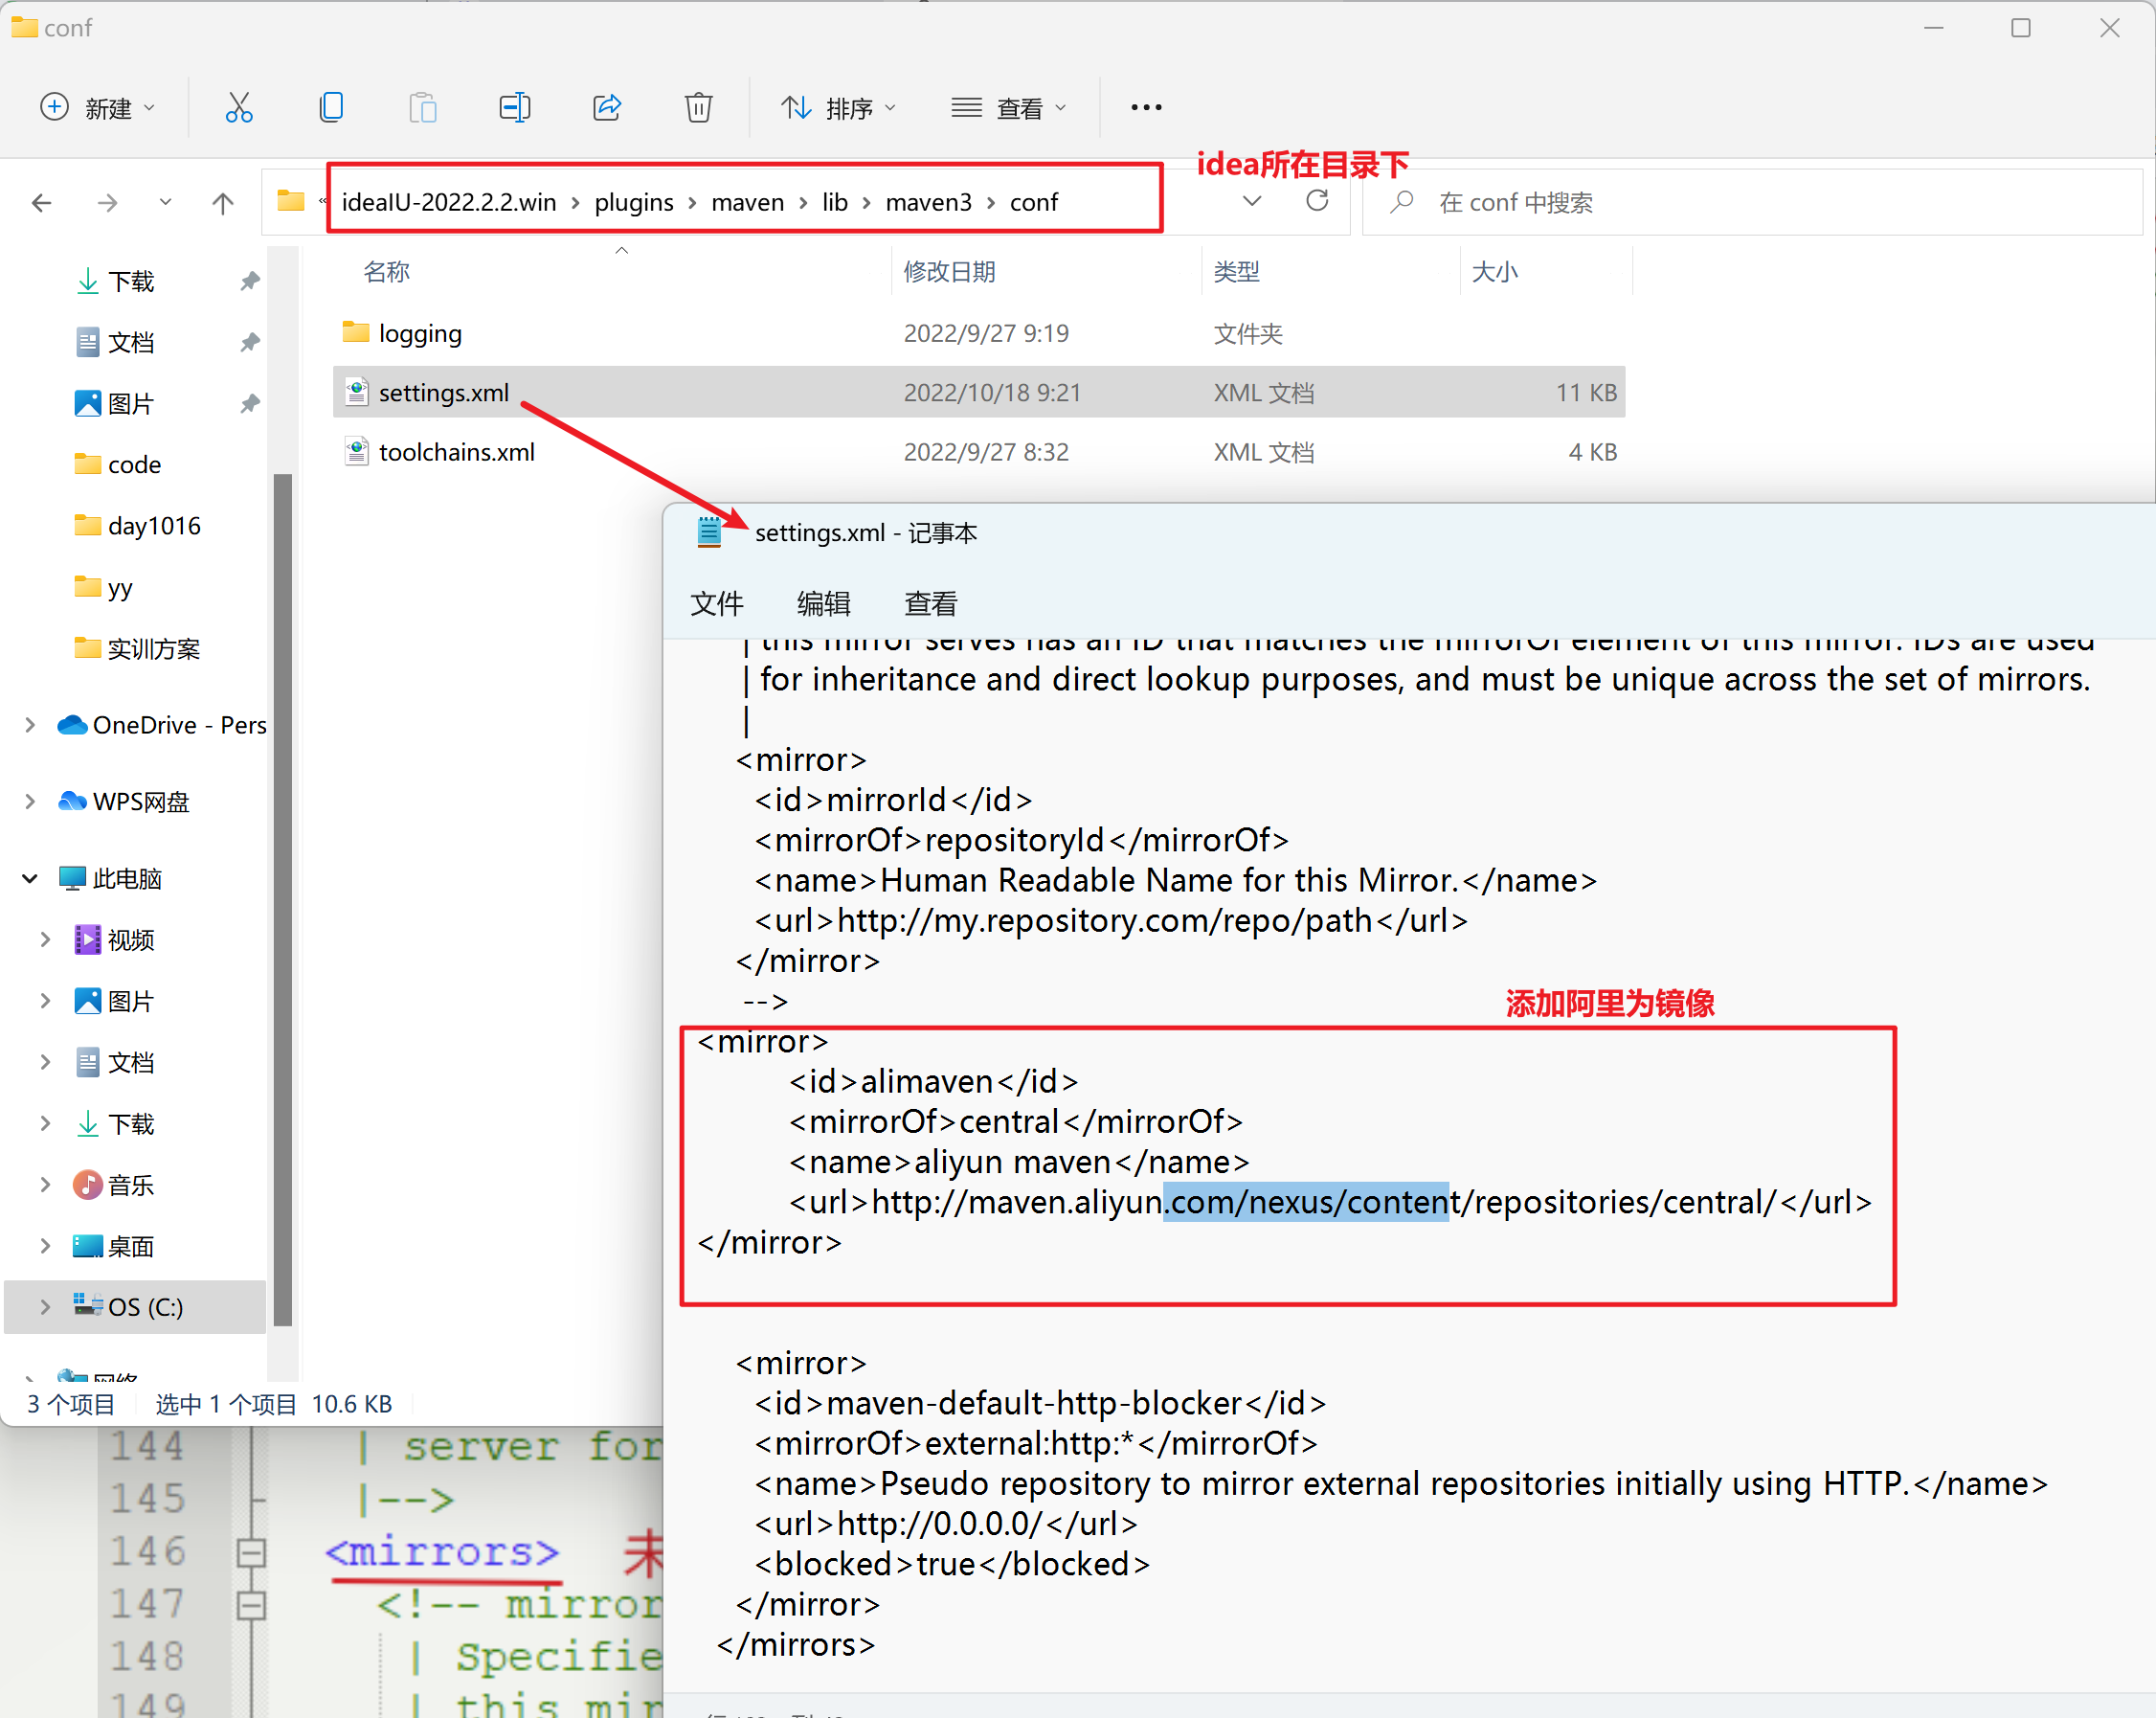 conf
新建
排序
查看
idea所在目录下
« ideaIU-2022.2.2.win › plugins › maven › lib › maven3 › conf
在 conf 中搜索
名称 修改日期 类型 大小
logging 2022/9/27 9:19 文件夹
settings.xml 2022/10/18 9:21 XML 文档 11 KB
toolchains.xml 2022/9/27 8:32 XML 文档 4 KB
下载
文档
图片
code
day1016
yy
实训方案
OneDrive - Pers
WPS网盘
此电脑
视频
图片
文档
下载
音乐
桌面
OS (C:)
网络
3 个项目 选中 1 个项目 10.6 KB
settings.xml - 记事本
文件 编辑 查看
| this mirror serves has an ID that matches the mirrorOf element of this mirror. IDs are used
| for inheritance and direct lookup purposes, and must be unique across the set of mirrors.
|
<mirror>
<id>mirrorId</id>
<mirrorOf>repositoryId</mirrorOf>
<name>Human Readable Name for this Mirror.</name>
<url>http://my.repository.com/repo/path</url>
</mirror>
-->
添加阿里为镜像
<mirror>
<id>alimaven</id>
<mirrorOf>central</mirrorOf>
<name>aliyun maven</name>
<url>http://maven.aliyun.com/nexus/content/repositories/central/</url>
</mirror>
<mirror>
<id>maven-default-http-blocker</id>
<mirrorOf>external:http:*</mirrorOf>
<name>Pseudo repository to mirror external repositories initially using HTTP.</name>
<url>http://0.0.0.0/</url>
<blocked>true</blocked>
</mirror>
</mirrors>
144 | server for
145 |-->
146 <mirrors> 未
147 <!-- mirror
148 | Specifie
149 | this mir